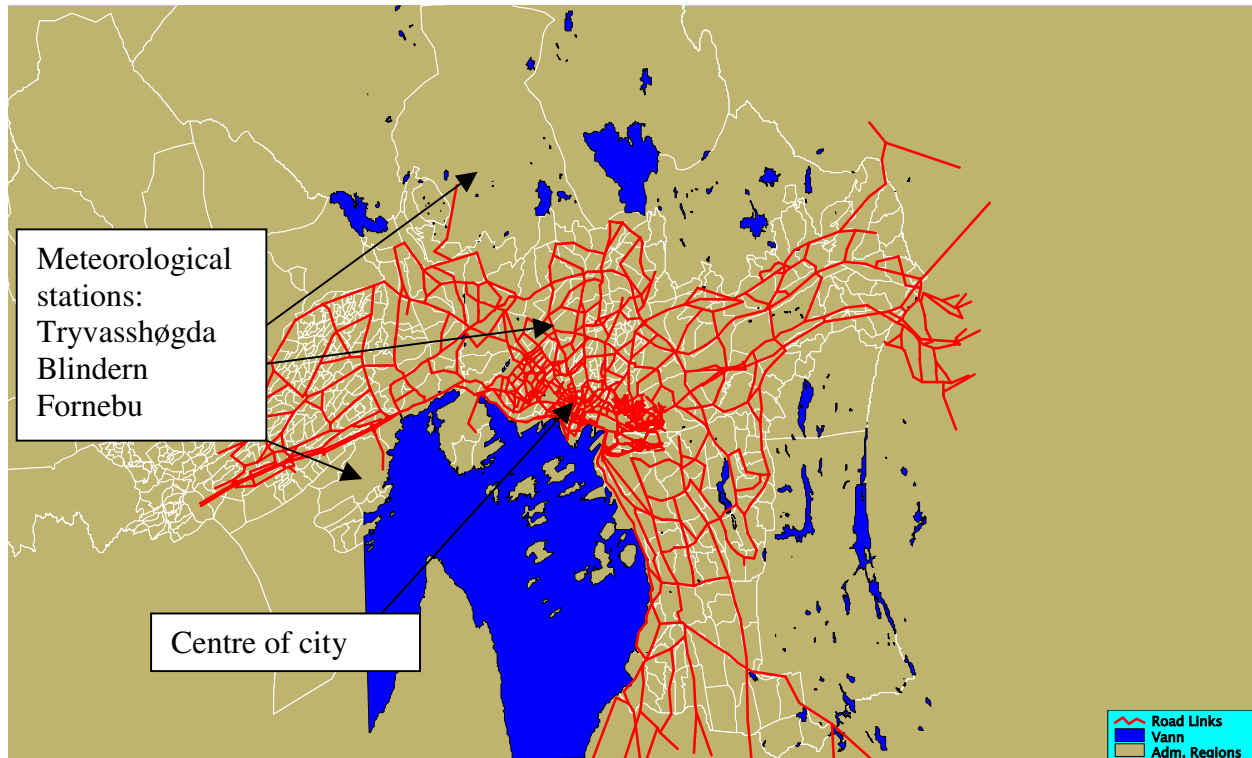 Meteorological
stations:
Tryvasshøgda
Blindern
Fornebu
Centre of city
Road Links
Vann
Adm. Regions